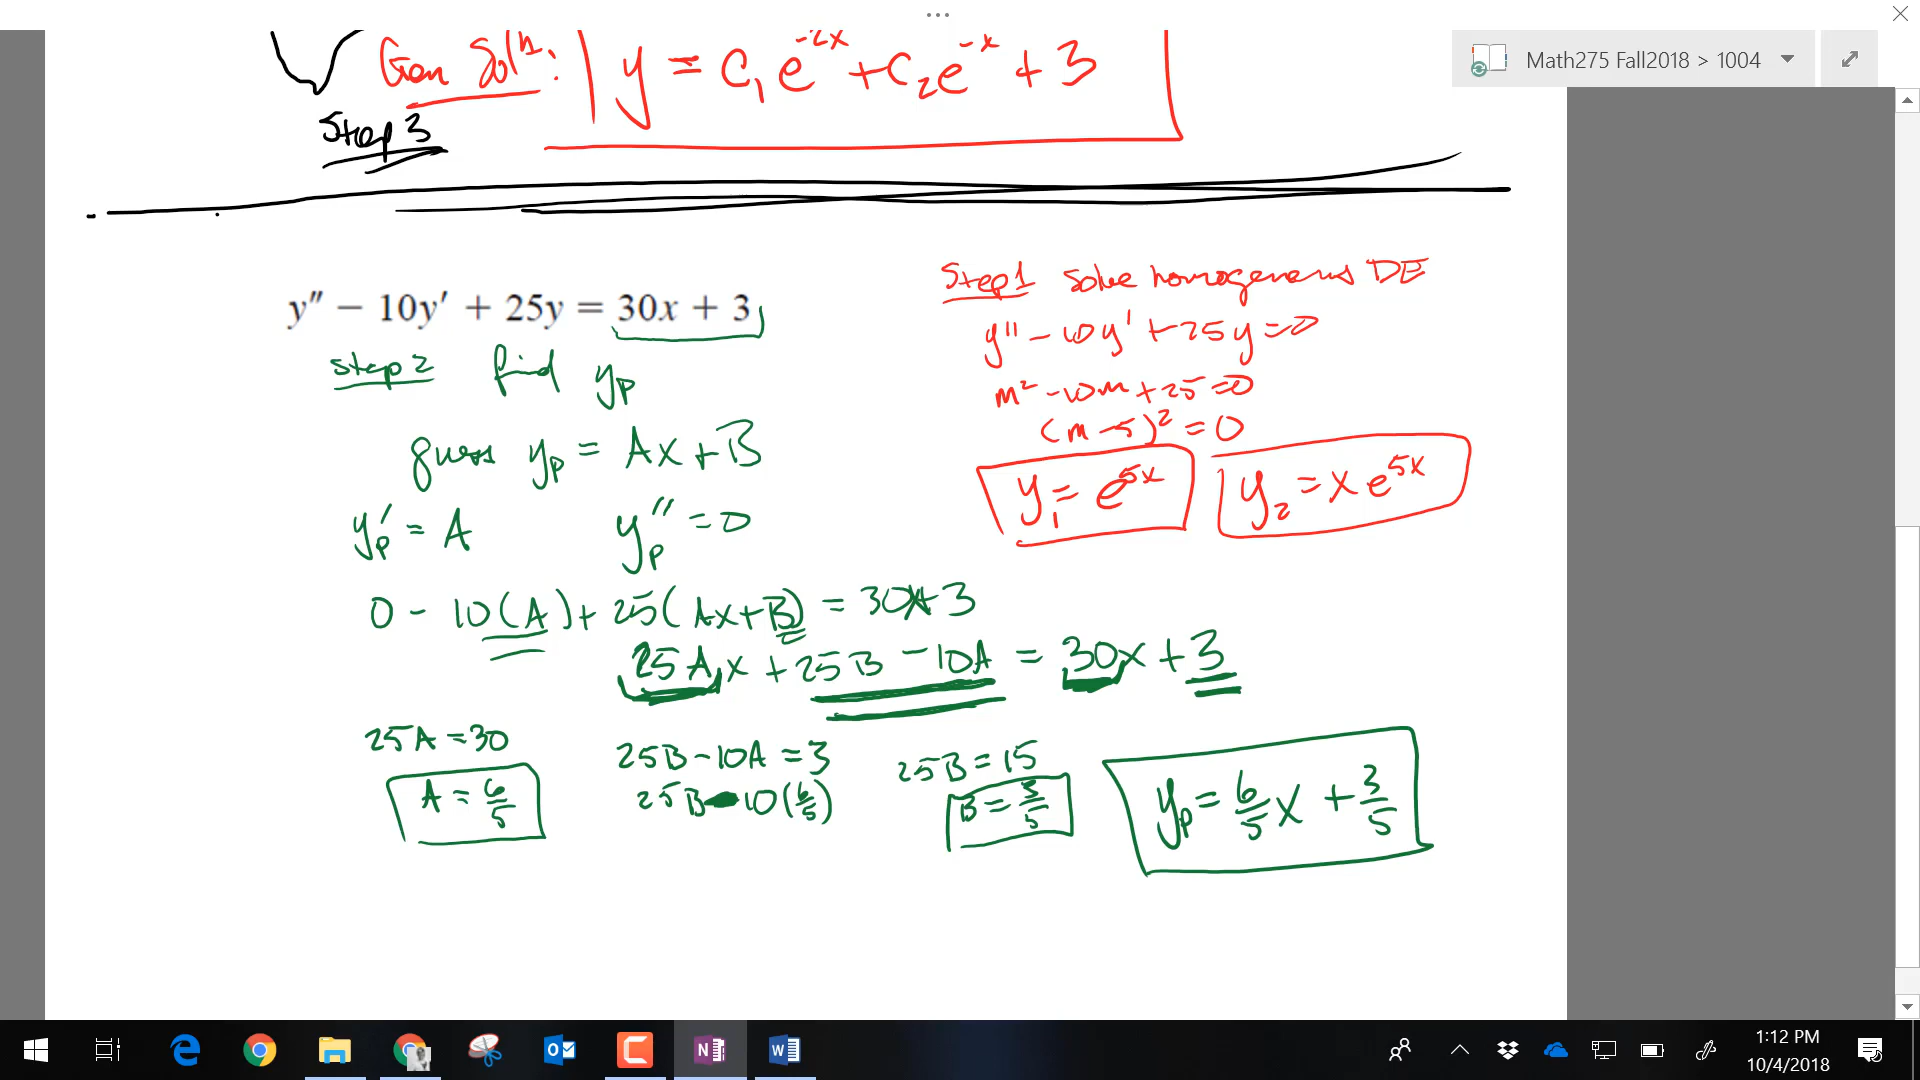 Math275 Fall2018 > 1004
Gen Sol'n: y = c₁e^-2x + c₂e^-x + 3
Step 3
y″ − 10y′ + 25y = 30x + 3
Step 1 Solve homogeneous DE
y'' - 10y' + 25y = 0
m² - 10m + 25 = 0
(m - 5)² = 0
y₁ = e^5x
y₂ = xe^5x
Step 2 find yp
guess yp = Ax + B
yp' = A yp'' = 0
0 - 10(A) + 25(Ax + B) = 30x + 3
25Ax + 25B - 10A = 30x + 3
25A = 30
A = 6/5
25B - 10A = 3
25B - 10(6/5)
25B = 15
B = 3/5
yp = 6/5 x + 3/5
1:12 PM
10/4/2018